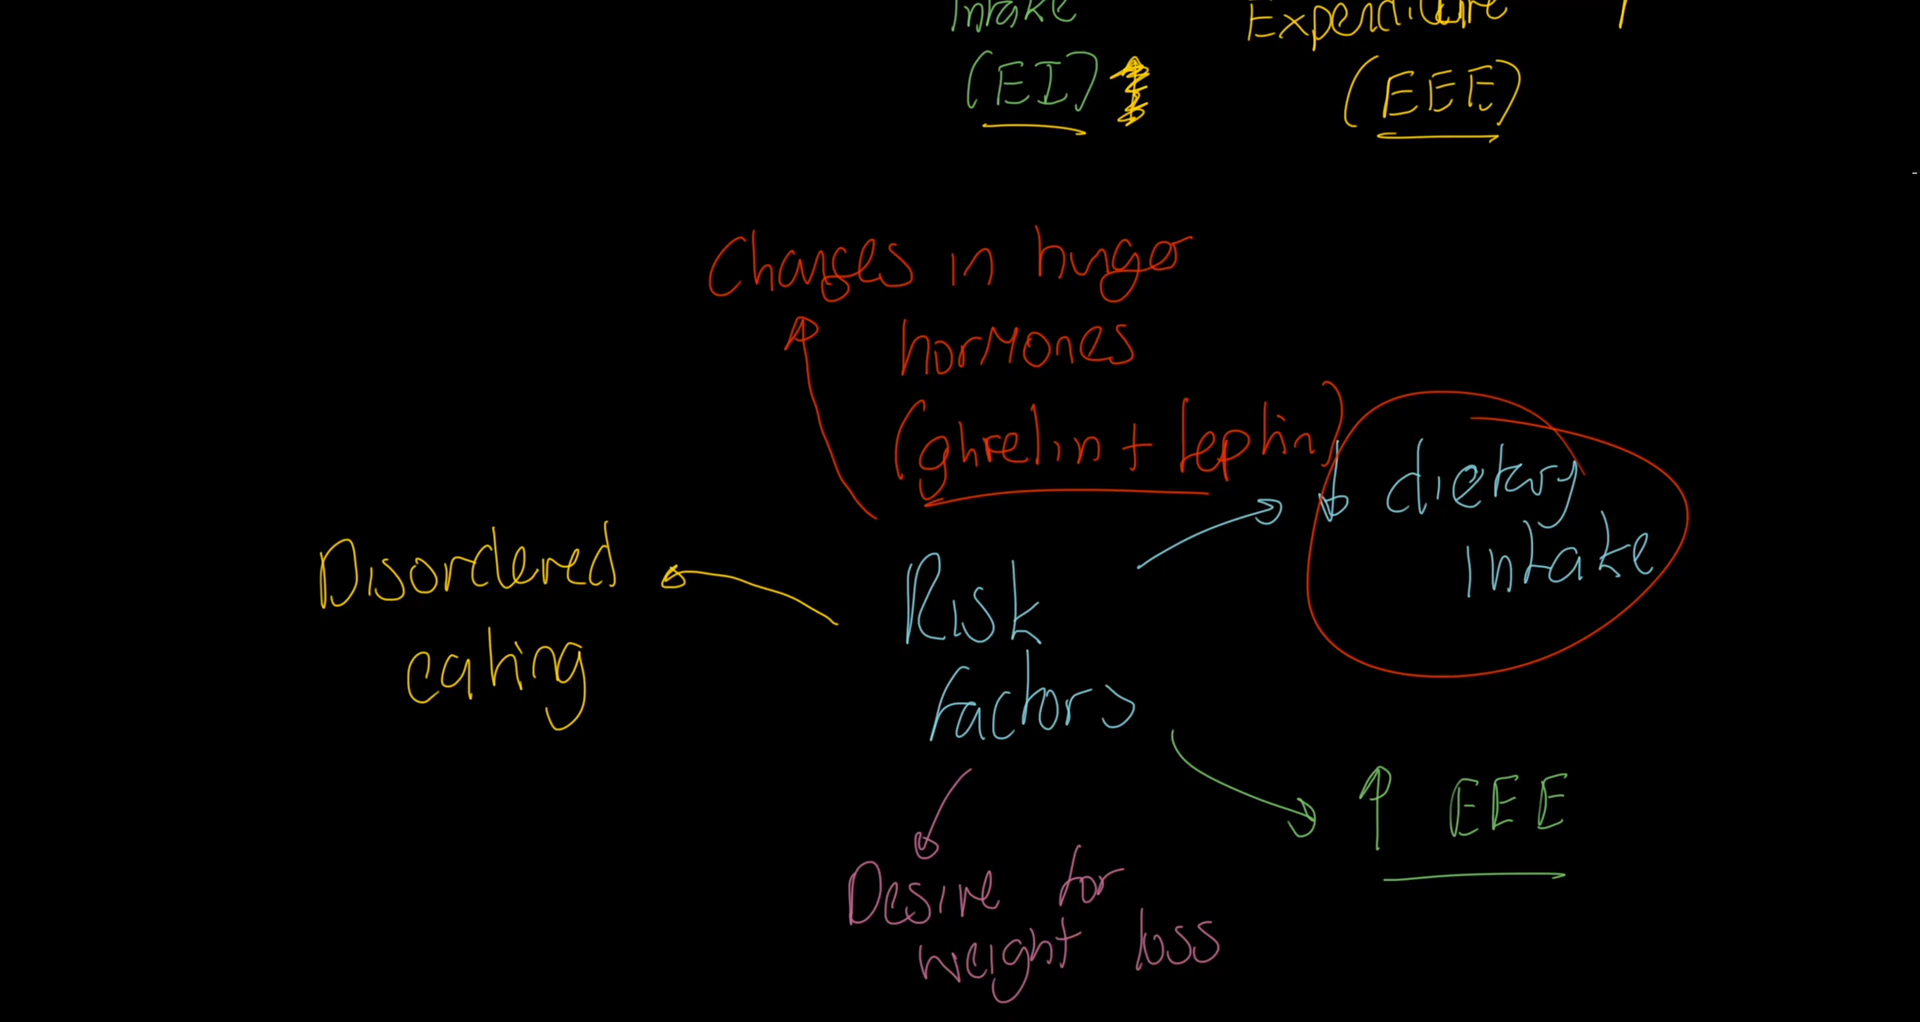 Intake
Expenditure
(EI)
(EEE)
Changes in hunger
hormones
(ghrelin + leptin)
↓ dietary
Intake
Disordered
eating
Risk
factors
↑ EEE
Desire for
weight loss